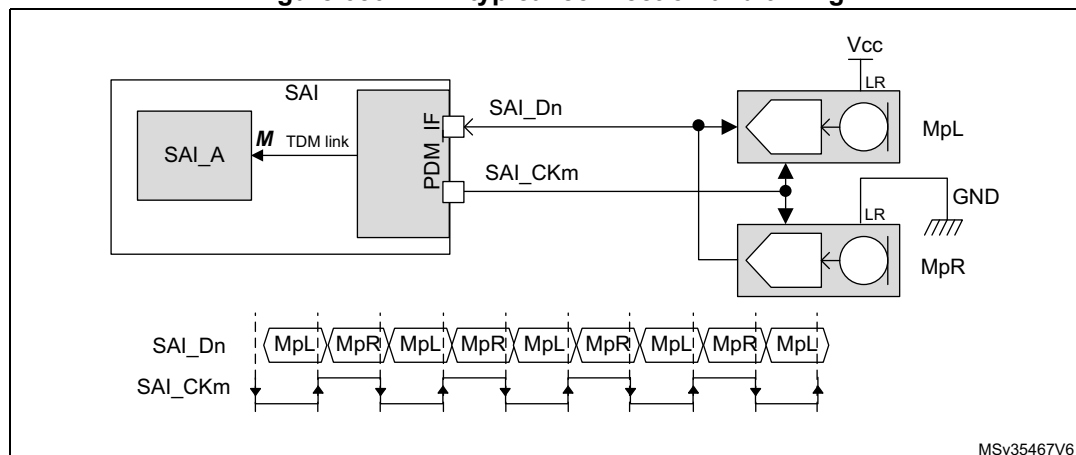 Vcc
SAI
LR
SAI_Dn
MpL
PDM_IF
SAI_A
M
TDM link
SAI_CKm
GND
LR
MpR
SAI_Dn
MpL MpR MpL MpR MpL MpR MpL MpR MpL
SAI_CKm
MSv35467V6